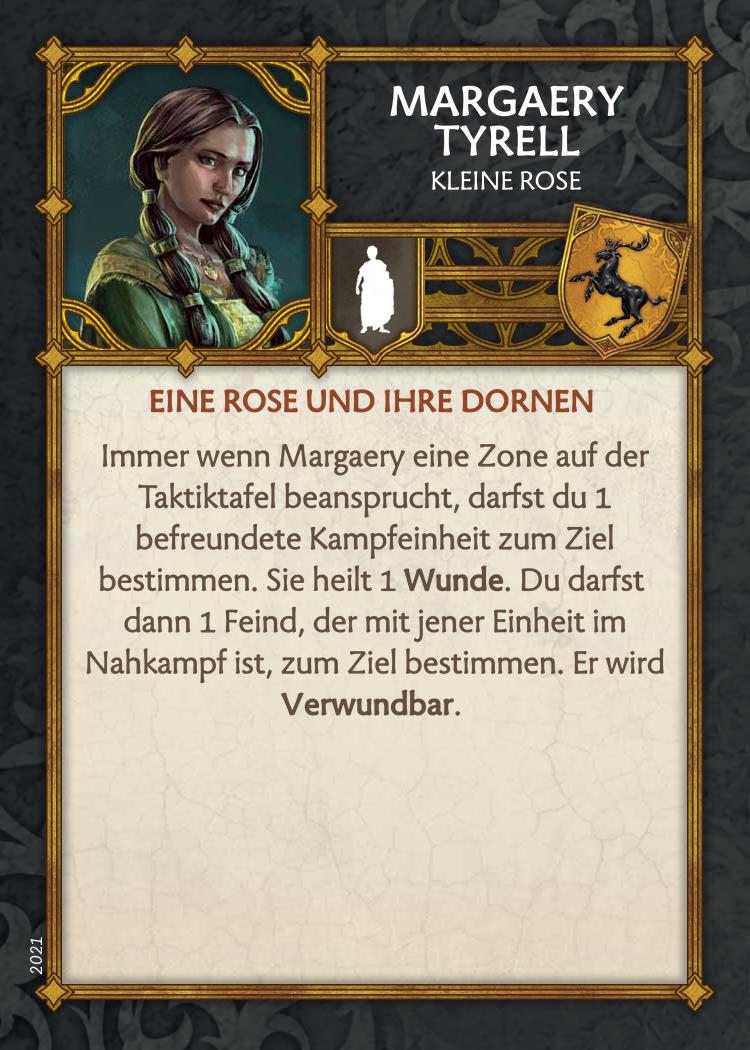 MARGAERY
TYRELL
KLEINE ROSE
EINE ROSE UND IHRE DORNEN
Immer wenn Margaery eine Zone auf der
Taktiktafel beansprucht, darfst du 1
befreundete Kampfeinheit zum Ziel
bestimmen. Sie heilt 1 Wunde. Du darfst
dann 1 Feind, der mit jener Einheit im
Nahkampf ist, zum Ziel bestimmen. Er wird
Verwundbar.
2021